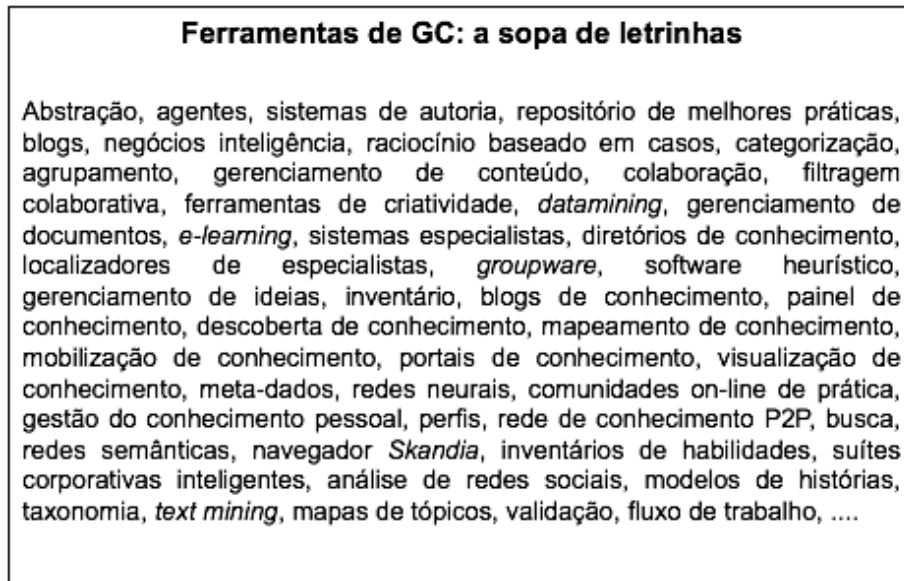 Ferramentas de GC: a sopa de letrinhas
Abstração, agentes, sistemas de autoria, repositório de melhores práticas,
blogs, negócios inteligência, raciocínio baseado em casos, categorização,
agrupamento, gerenciamento de conteúdo, colaboração, filtragem
colaborativa, ferramentas de criatividade, datamining, gerenciamento de
documentos, e-learning, sistemas especialistas, diretórios de conhecimento,
localizadores de especialistas, groupware, software heurístico,
gerenciamento de ideias, inventário, blogs de conhecimento, painel de
conhecimento, descoberta de conhecimento, mapeamento de conhecimento,
mobilização de conhecimento, portais de conhecimento, visualização de
conhecimento, meta-dados, redes neurais, comunidades on-line de prática,
gestão do conhecimento pessoal, perfis, rede de conhecimento P2P, busca,
redes semânticas, navegador Skandia, inventários de habilidades, suítes
corporativas inteligentes, análise de redes sociais, modelos de histórias,
taxonomia, text mining, mapas de tópicos, validação, fluxo de trabalho, ....